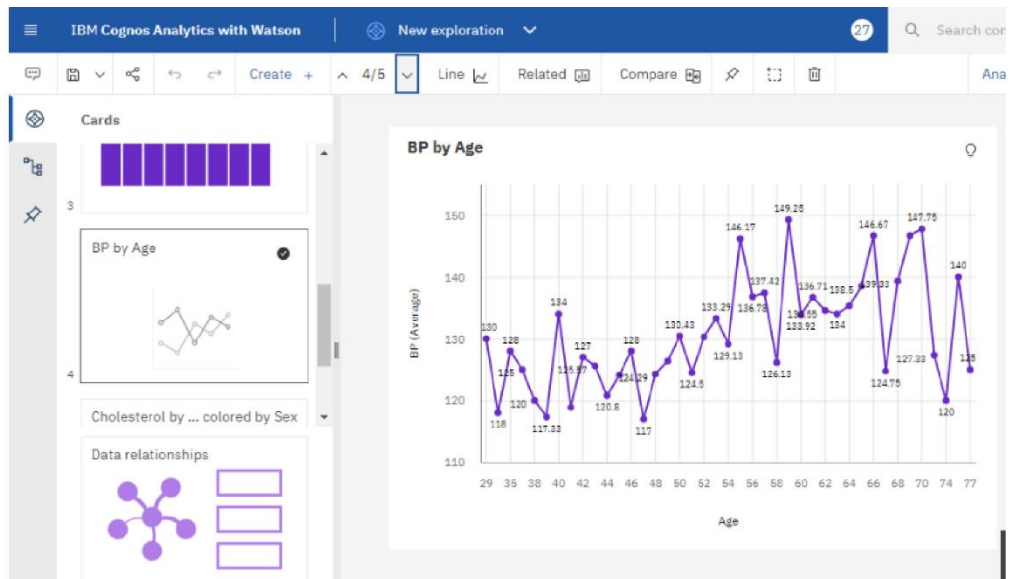 IBM Cognos Analytics with Watson
New exploration
27
Search con
Create +
4/5
Line
Related
Compare
Ana
Cards
3
BP by Age
4
Cholesterol by ... colored by Sex
Data relationships
BP by Age
BP (Average)
150
140
130
120
110
130
118
128
125
120
117.33
134
125.57
127
120.8
124.29
128
117
130.43
124.5
133.29
129.13
146.17
136.78
137.42
126.13
149.25
133.92
136.71
134
138.5
139.33
146.67
124.75
127.33
147.75
120
140
125
29 35 38 40 42 44 46 48 50 52 54 56 58 60 62 64 66 68 70 74 77
Age